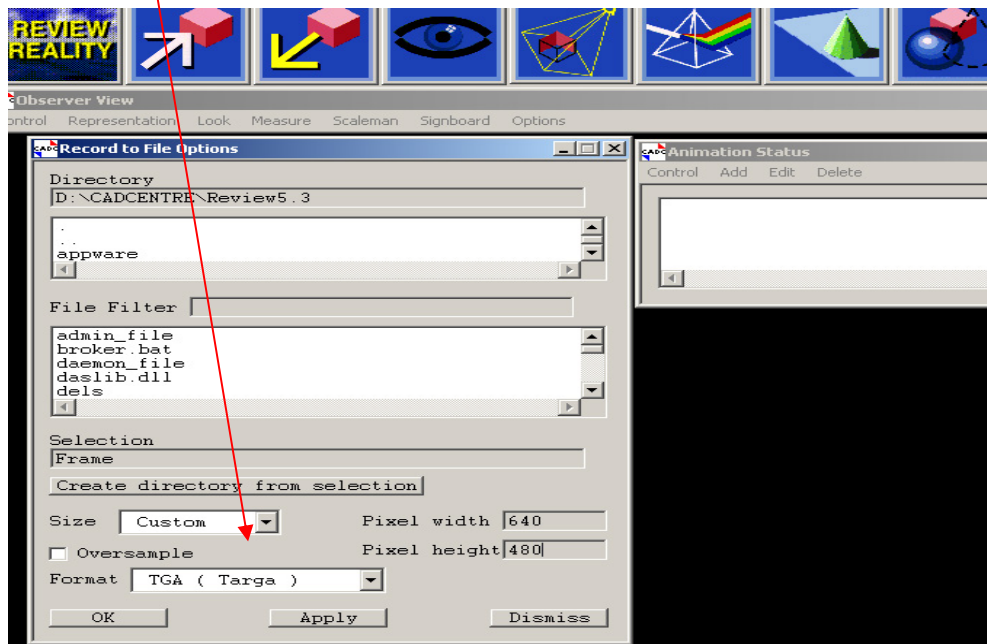 REVIEW
REALITY
Observer View
ontrol Representation Look Measure Scaleman Signboard Options
CADC Record to File Options
CADC Animation Status
Control Add Edit Delete
Directory
D:\CADCENTRE\Review5.3
.
..
appware
File Filter
admin_file
broker.bat
daemon_file
daslib.dll
dels
Selection
Frame
Create directory from selection
Size Custom Pixel width 640
Oversample Pixel height 480
Format TGA ( Targa )
OK Apply Dismiss